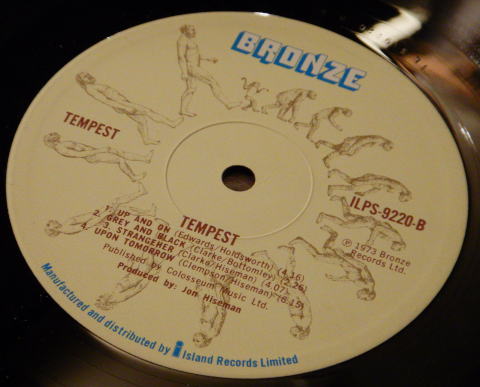 BRONZE
TEMPEST
ILPS-9220-B
℗ 1973 Bronze
Records Ltd.
TEMPEST
1. UP AND ON (Edwards/Holdsworth) (4.16)
2. GREY AND BLACK (Clarke/Bottomley) (2.26)
3. STRANGEHER (Clarke/Hiseman) (4.07)
4. UPON TOMORROW (Clempson/Hiseman) (6.15)
Published by Colosseum Music Ltd.
Produced by: Jon Hiseman
Manufactured and distributed by i Island Records Limited